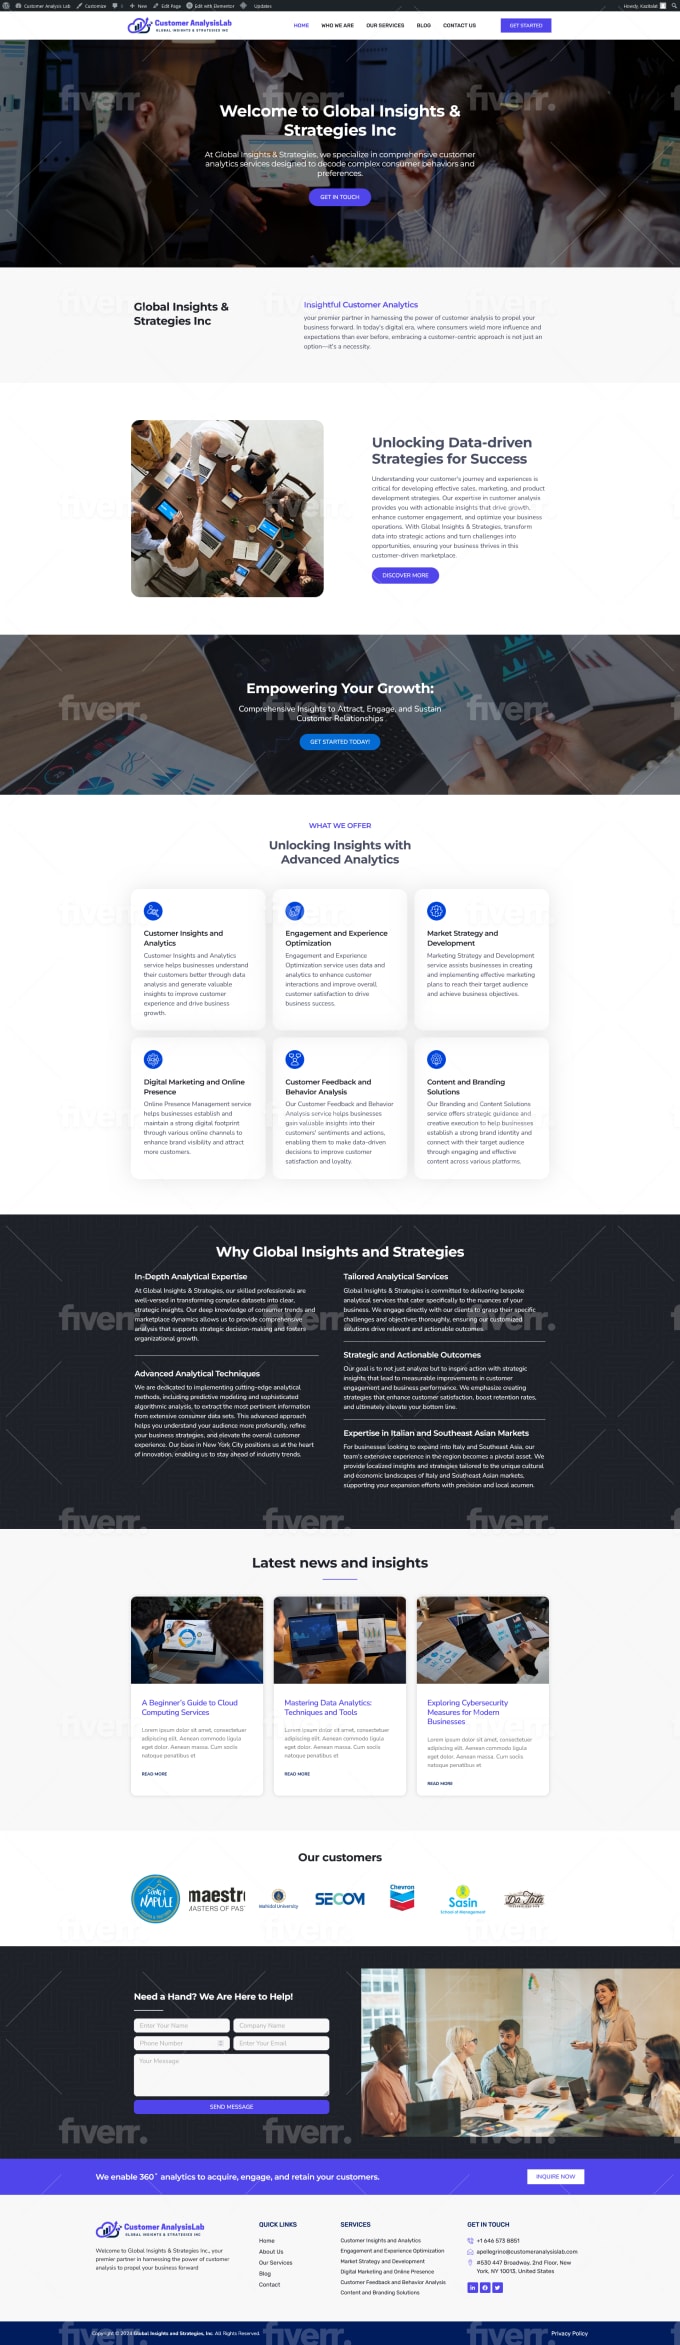 Customer Analysis Lab Customize New Edit Page Edit with Elementor Updates Howdy,
Customer AnalysisLab
GLOBAL INSIGHTS & STRATEGIES INC
HOME WHO WE ARE OUR SERVICES BLOG CONTACT US GET STARTED
fiverr. fiverr. fiverr.
Welcome to Global Insights &
Strategies Inc
At Global Insights & Strategies, we specialize in comprehensive customer
analytics services designed to decode complex consumer behaviors and
preferences.
GET IN TOUCH
Global Insights &
Strategies Inc
Insightful Customer Analytics
your premier partner in harnessing the power of customer analysis to propel your
business forward. In today's digital era, where consumers wield more influence and
expectations than ever before, embracing a customer-centric approach is not just an
option—it's a necessity.
Unlocking Data-driven
Strategies for Success
Understanding your customer's journey and experiences is
critical for developing effective sales, marketing, and product
development strategies. Our expertise in customer analysis
provides you with actionable insights that drive growth,
enhance customer engagement, and optimize your business
operations. With Global Insights & Strategies, transform
data into strategic actions and turn challenges into
opportunities, ensuring your business thrives in this
customer-driven marketplace.
DISCOVER MORE
Empowering Your Growth:
fiverr. fiverr. fiverr.
Comprehensive Insights to Attract, Engage, and Sustain
Customer Relationships
GET STARTED TODAY!
WHAT WE OFFER
Unlocking Insights with
Advanced Analytics
Customer Insights and
Analytics
Customer Insights and Analytics
service helps businesses understand
their customers better through data
analysis and generate valuable
insights to improve customer
experience and drive business
growth.
Engagement and Experience
Optimization
Engagement and Experience
Optimization service uses data and
analytics to enhance customer
interactions and improve overall
customer satisfaction to drive
business success.
Market Strategy and
Development
Marketing Strategy and Development
service assists businesses in creating
and implementing effective marketing
plans to reach their target audience
and achieve business objectives.
Digital Marketing and Online
Presence
Online Presence Management service
helps businesses establish and
maintain a strong digital footprint
through various online channels to
enhance brand visibility and attract
more customers.
Customer Feedback and
Behavior Analysis
Our Customer Feedback and Behavior
Analysis service helps businesses
gain valuable insights into their
customers' sentiments and actions,
enabling them to make data-driven
decisions to improve customer
satisfaction and loyalty.
Content and Branding
Solutions
Our Branding and Content Solutions
service offers strategic guidance and
creative execution to help businesses
establish a strong brand identity and
connect with their target audience
through engaging and effective
content across various platforms.
Why Global Insights and Strategies
In-Depth Analytical Expertise
At Global Insights & Strategies, our skilled professionals are
well-versed in transforming complex datasets into clear,
strategic insights. Our deep knowledge of consumer trends and
marketplace dynamics allows us to provide comprehensive
analysis that supports strategic decision-making and fosters
organizational growth.
Advanced Analytical Techniques
We are dedicated to implementing cutting-edge analytical
methods, including predictive modeling and sophisticated
algorithmic analysis, to extract the most pertinent information
from extensive consumer data sets. This advanced approach
helps you understand your audience more profoundly, refine
your business strategies, and elevate the overall customer
experience. Our base in New York City positions us at the heart
of innovation, enabling us to stay ahead of industry trends.
Tailored Analytical Services
Global Insights & Strategies is committed to delivering bespoke
analytical services that cater specifically to the nuances of your
business. We engage directly with our clients to grasp their specific
challenges and objectives thoroughly, ensuring our customized
solutions drive relevant and actionable outcomes.
Strategic and Actionable Outcomes
Our goal is to not just analyze but to inspire action with strategic
insights that lead to measurable improvements in customer
engagement and business performance. We emphasize creating
strategies that enhance customer satisfaction, boost retention rates,
and ultimately elevate your bottom line.
Expertise in Italian and Southeast Asian Markets
For businesses looking to expand into Italy and Southeast Asia, our
team's extensive experience in the region becomes a pivotal asset. We
provide localized insights and strategies tailored to the unique cultural
and economic landscapes of Italy and Southeast Asian markets,
supporting your expansion efforts with precision and local acumen.
fiverr. fiverr. fiverr.
Latest news and insights
A Beginner's Guide to Cloud
Computing Services
Lorem ipsum dolor sit amet, consectetuer
adipiscing elit. Aenean commodo ligula
eget dolor. Aenean massa. Cum sociis
natoque penatibus et
READ MORE
Mastering Data Analytics:
Techniques and Tools
Lorem ipsum dolor sit amet, consectetuer
adipiscing elit. Aenean commodo ligula
eget dolor. Aenean massa. Cum sociis
natoque penatibus et
READ MORE
Exploring Cybersecurity
Measures for Modern
Businesses
Lorem ipsum dolor sit amet, consectetuer
adipiscing elit. Aenean commodo ligula
eget dolor. Aenean massa. Cum sociis
natoque penatibus et
READ MORE
Our customers
NAPULE
maestro
MASTERS OF PAS
Mahidol University
SECOM
Chevron
Sasin
School of Management
Need a Hand? We Are Here to Help!
Enter Your Name Company Name
Phone Number Enter Your Email
Your Message
SEND MESSAGE
fiverr. fiverr. fiverr.
We enable 360° analytics to acquire, engage, and retain your customers.
INQUIRE NOW
Customer AnalysisLab
GLOBAL INSIGHTS & STRATEGIES INC
Welcome to Global Insights & Strategies Inc., your
premier partner in harnessing the power of customer
analysis to propel your business forward
QUICK LINKS
Home
About Us
Our Services
Blog
Contact
SERVICES
Customer Insights and Analytics
Engagement and Experience Optimization
Market Strategy and Development
Digital Marketing and Online Presence
Customer Feedback and Behavior Analysis
Content and Branding Solutions
GET IN TOUCH
+1 646 573 8851
apellegrino@customeranalysislab.com
#530 447 Broadway, 2nd Floor, New
York, NY 10013, United States
Copyright © 2024 Global Insights and Strategies, Inc. All Rights Reserved.
Privacy Policy